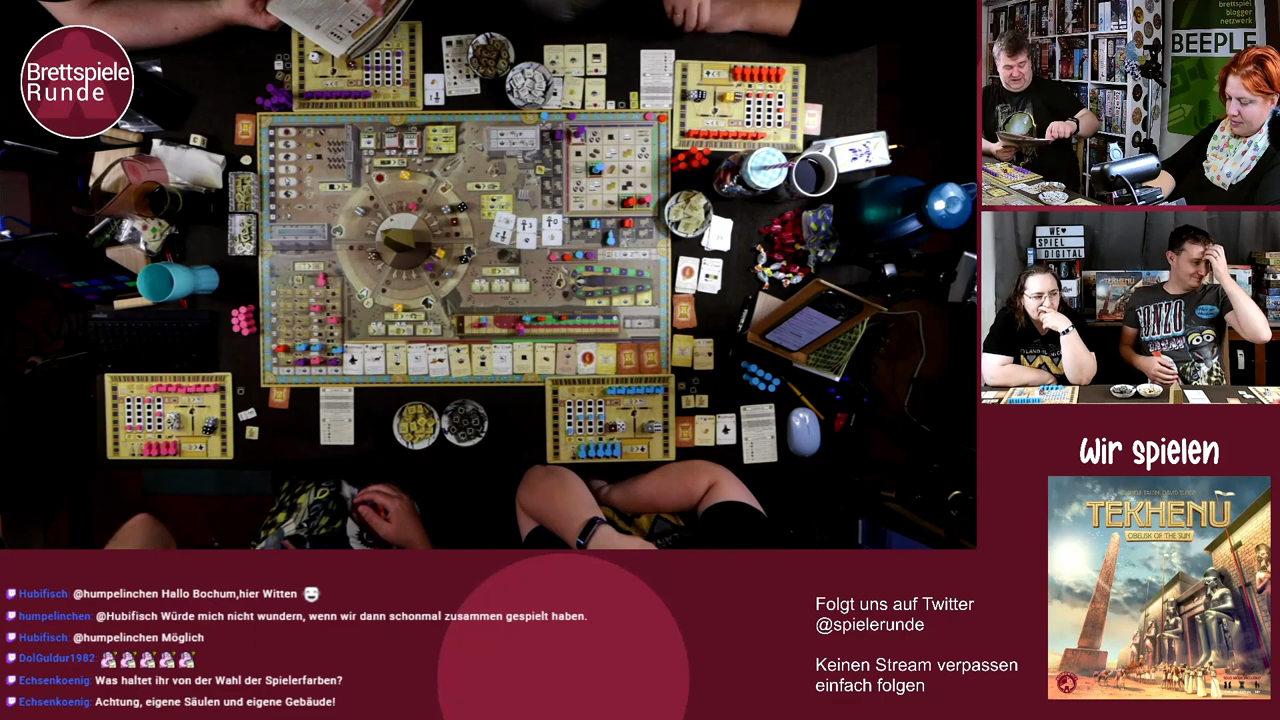 Brettspiele
Runde
brettspiel
blogger
netzwerk
BEEPLE
WE ♥
SPIEL
DIGITAL
GONZO
Wir spielen
TEKHENU
OBELISK OF THE SUN
Hubifisch: @humpelinchen Hallo Bochum,hier Witten
humpelinchen: @Hubifisch Würde mich nicht wundern, wenn wir dann schonmal zusammen gespielt haben.
Hubifisch: @humpelinchen Möglich
DolGuldur1982:
Echsenkoenig: Was haltet ihr von der Wahl der Spielerfarben?
Echsenkoenig: Achtung, eigene Säulen und eigene Gebäude!
Folgt uns auf Twitter
@spielerunde
Keinen Stream verpassen
einfach folgen